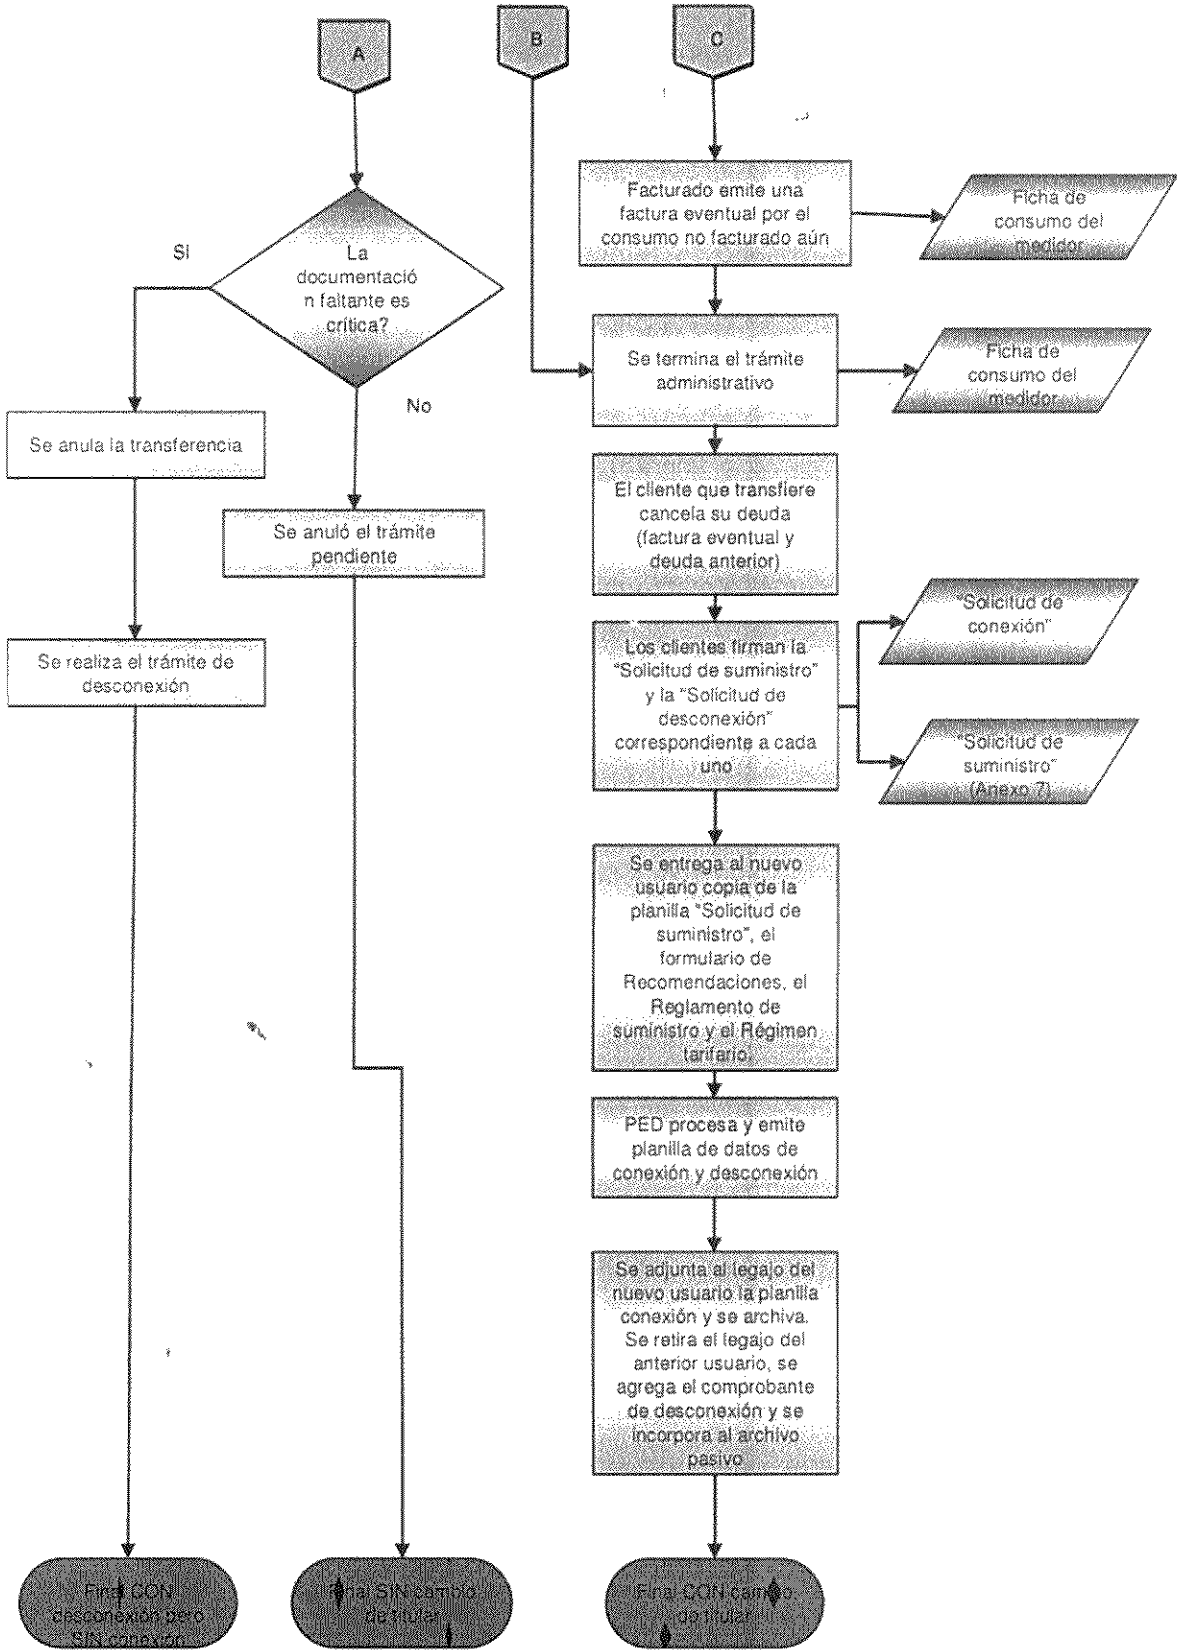 A
B
C
Facturado emite una
factura eventual por el
consumo no facturado aún
Ficha de
consumo del
medidor
SI
La
documentació
n faltante es
crítica?
No
Se termina el trámite
administrativo
Ficha de
consumo del
medidor
Se anula la transferencia
Se anuló el trámite
pendiente
El cliente que transfiere
cancela su deuda
(factura eventual y
deuda anterior)
Se realiza el trámite de
desconexión
Los clientes firman la
"Solicitud de suministro"
y la "Solicitud de
desconexión"
correspondiente a cada
uno
"Solicitud de
conexión"
"Solicitud de
suministro"
(Anexo 7)
Se entrega al nuevo
usuario copia de la
planilla "Solicitud de
suministro", el
formulario de
Recomendaciones, el
Reglamento de
suministro y el Régimen
tarifario.
PED procesa y emite
planilla de datos de
conexión y desconexión
Se adjunta al legajo del
nuevo usuario la planilla
conexión y se archiva.
Se retira el legajo del
anterior usuario, se
agrega el comprobante
de desconexión y se
incorpora al archivo
pasivo
Final CON
desconexión pero
SIN conexión
Final SIN cambio
de titular
Final CON cambio
de titular